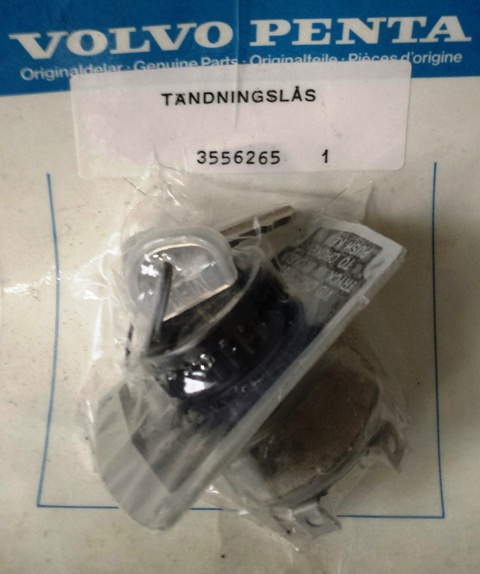 VOLVO PENTA
Originaldelar · Genuine Parts · Originalteile · Pièces d'origine
TÄNDNINGSLÅS
3556265 1